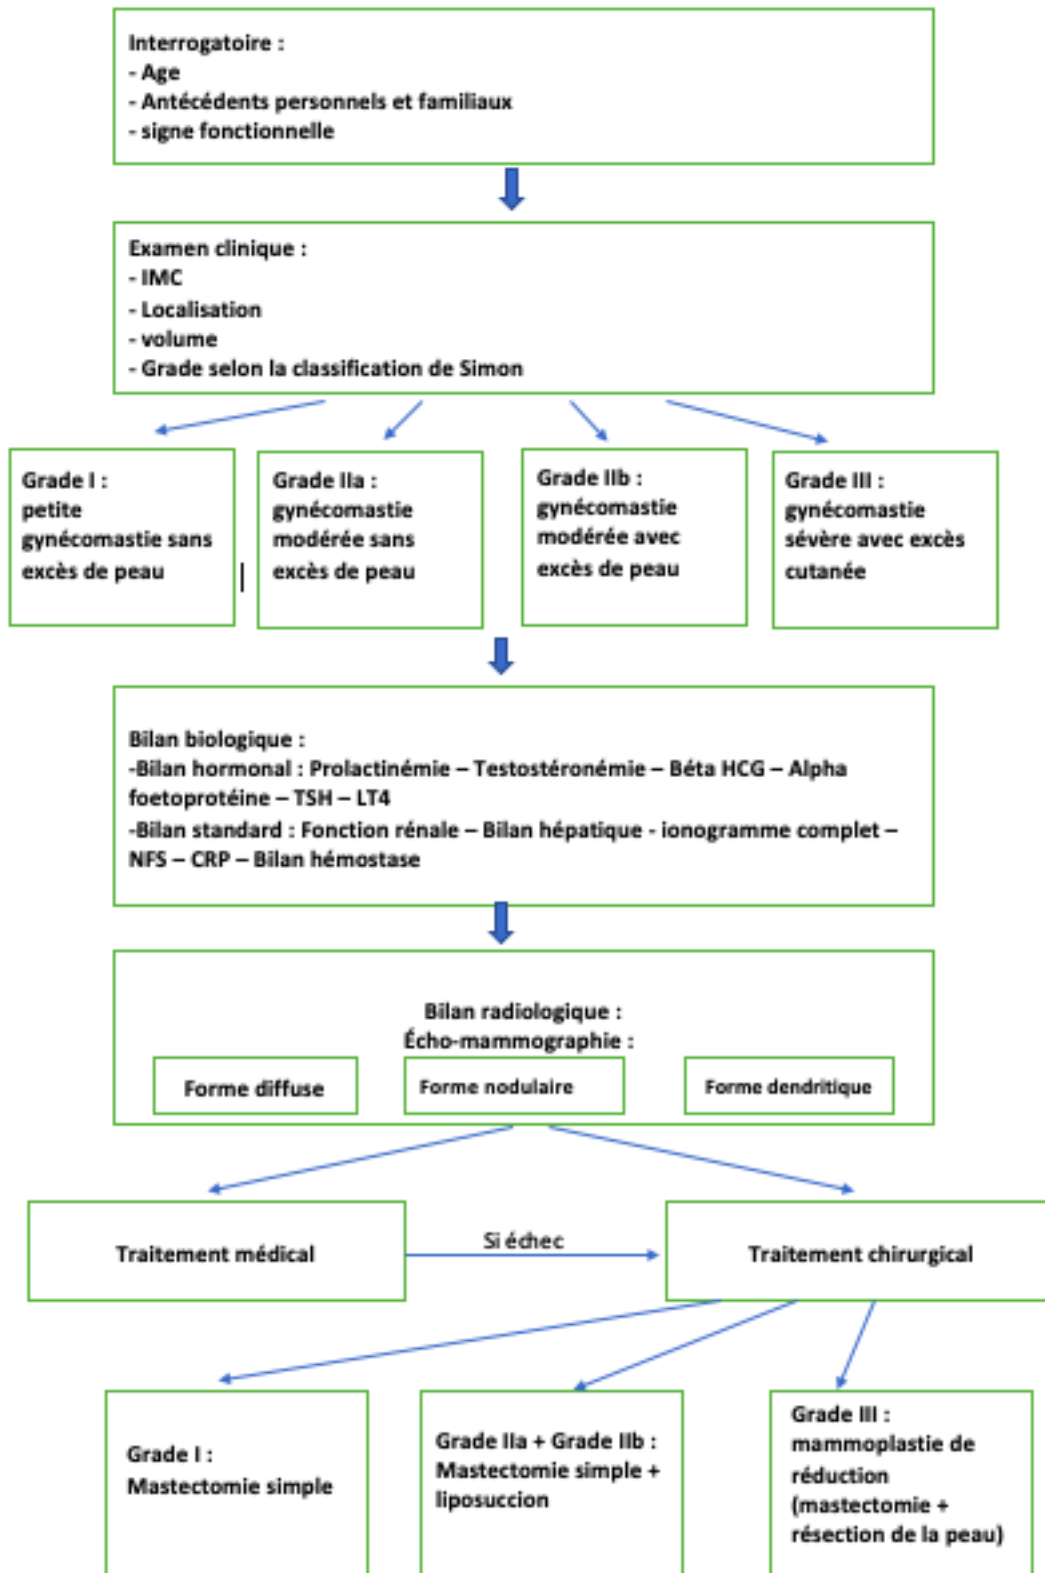 Interrogatoire :
- Age
- Antécédents personnels et familiaux
- signe fonctionnelle
Examen clinique :
- IMC
- Localisation
- volume
- Grade selon la classification de Simon
Grade I :
petite
gynécomastie sans
excès de peau
Grade IIa :
gynécomastie
modérée sans
excès de peau
Grade IIb :
gynécomastie
modérée avec
excès de peau
Grade III :
gynécomastie
sévère avec excès
cutanée
Bilan biologique :
-Bilan hormonal : Prolactinémie – Testostéronémie – Béta HCG – Alpha
foetoprotéine – TSH – LT4
-Bilan standard : Fonction rénale – Bilan hépatique - ionogramme complet –
NFS – CRP – Bilan hémostase
Bilan radiologique :
Écho-mammographie :
Forme diffuse
Forme nodulaire
Forme dendritique
Traitement médical
Si échec
Traitement chirurgical
Grade I :
Mastectomie simple
Grade IIa + Grade IIb :
Mastectomie simple +
liposuccion
Grade III :
mammoplastie de
réduction
(mastectomie +
résection de la peau)